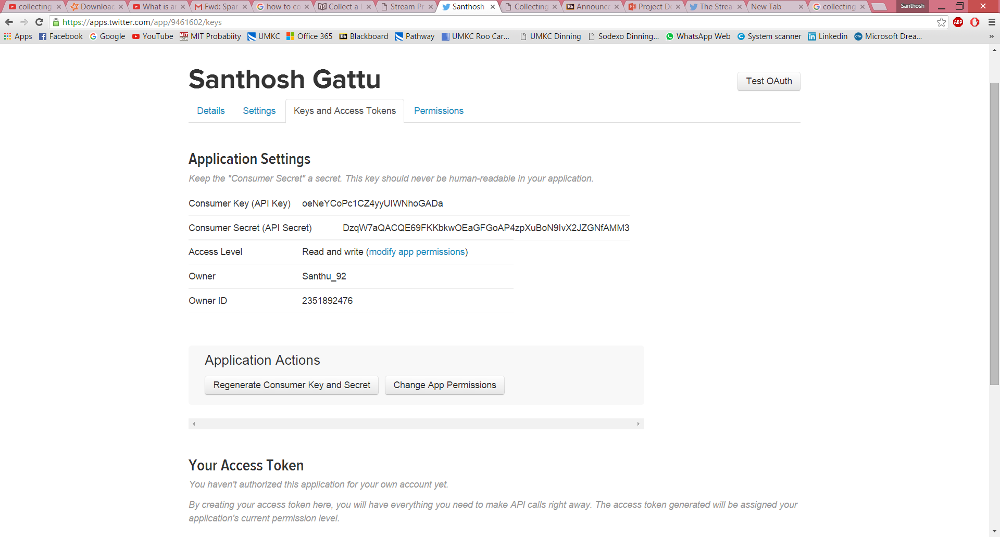 collecting
Downloac
What is ar
Fwd: Spar
how to co
Collect a D
Stream Pr
Santhosh
Collecting
Announce
Project De
The Strea
New Tab
collecting
Santhosh
https://apps.twitter.com/app/9461602/keys
ABP
Apps Facebook Google YouTube MIT Probabiity UMKC Office 365 Blackboard Pathway UMKC Roo Car... UMKC Dinning Sodexo Dinning... WhatsApp Web System scanner Linkedin Microsoft Drea... »
Santhosh Gattu
Test OAuth
Details Settings Keys and Access Tokens Permissions
Application Settings
Keep the "Consumer Secret" a secret. This key should never be human-readable in your application.
Consumer Key (API Key) oeNeYCoPc1CZ4yyUIWNhoGADa
Consumer Secret (API Secret) DzqW7aQACQE69FKKbkwOEaGFGoAP4zpXuBoN9IvX2JZGNfAMM3
Access Level Read and write (modify app permissions)
Owner Santhu_92
Owner ID 2351892476
Application Actions
Regenerate Consumer Key and Secret Change App Permissions
Your Access Token
You haven't authorized this application for your own account yet.
By creating your access token here, you will have everything you need to make API calls right away. The access token generated will be assigned your
application's current permission level.